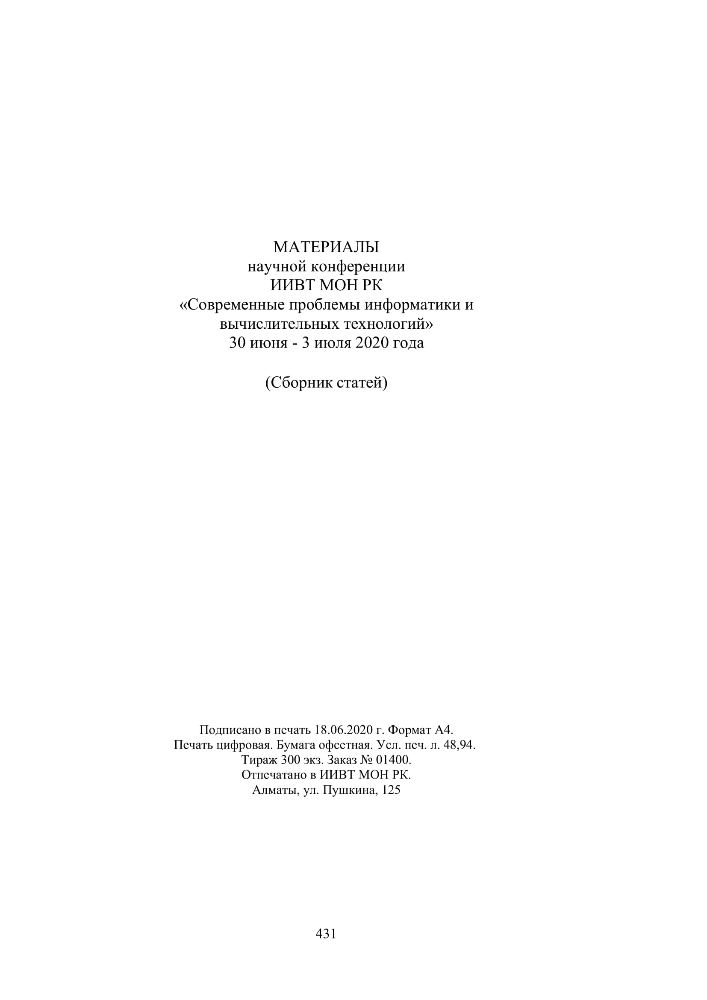 МАТЕРИАЛЫ
научной конференции
ИИВТ МОН РК
«Современные проблемы информатики и
вычислительных технологий»
30 июня - 3 июля 2020 года
(Сборник статей)
Подписано в печать 18.06.2020 г. Формат А4.
Печать цифровая. Бумага офсетная. Усл. печ. л. 48,94.
Тираж 300 экз. Заказ № 01400.
Отпечатано в ИИВТ МОН РК.
Алматы, ул. Пушкина, 125
431